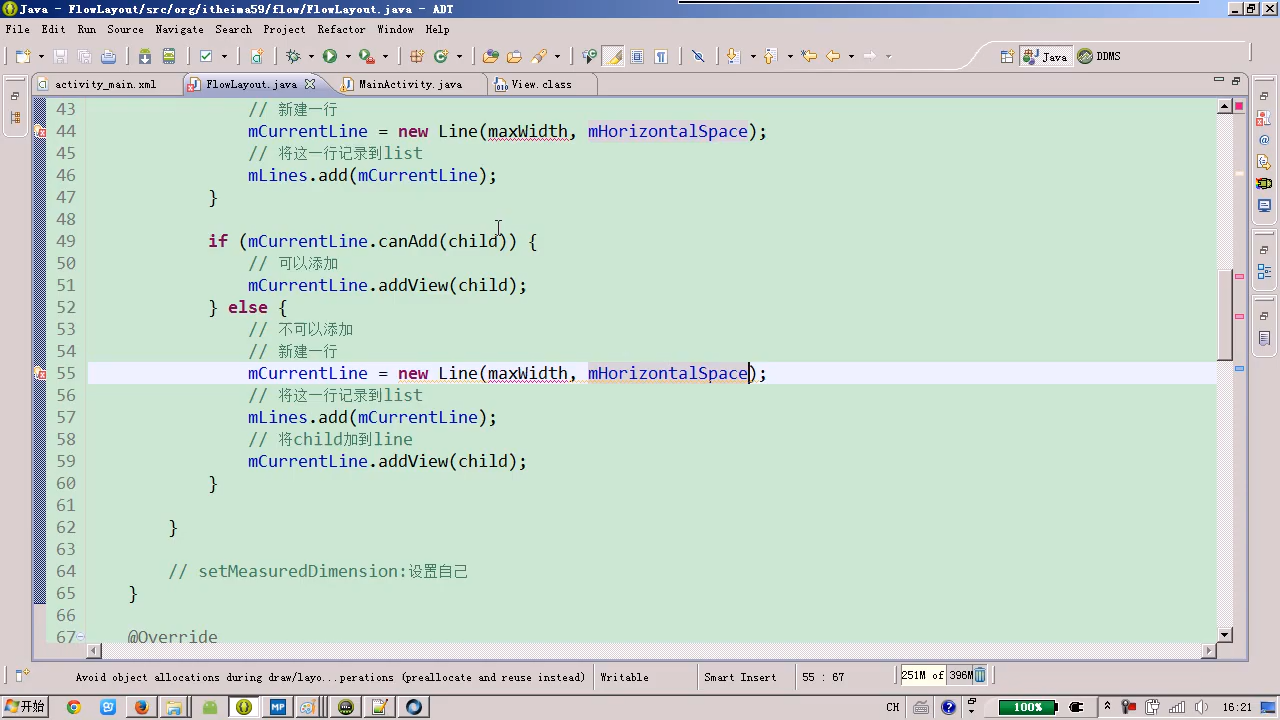 Java - FlowLayout/src/org/itheima59/flow/FlowLayout.java - ADT
File Edit Run Source Navigate Search Project Refactor Window Help
Java DDMS
activity_main.xml FlowLayout.java MainActivity.java View.class
43 // 新建一行
44 mCurrentLine = new Line(maxWidth, mHorizontalSpace);
45 // 将这一行记录到list
46 mLines.add(mCurrentLine);
47 }
48
49 if (mCurrentLine.canAdd(child)) {
50 // 可以添加
51 mCurrentLine.addView(child);
52 } else {
53 // 不可以添加
54 // 新建一行
55 mCurrentLine = new Line(maxWidth, mHorizontalSpace);
56 // 将这一行记录到list
57 mLines.add(mCurrentLine);
58 // 将child加到line
59 mCurrentLine.addView(child);
60 }
61
62 }
63
64 // setMeasuredDimension:设置自己
65 }
66
67 @Override
Avoid object allocations during draw/layo...perations (preallocate and reuse instead) Writable Smart Insert 55 : 67 251M of 396M
开始 MP CH 100% 16:21